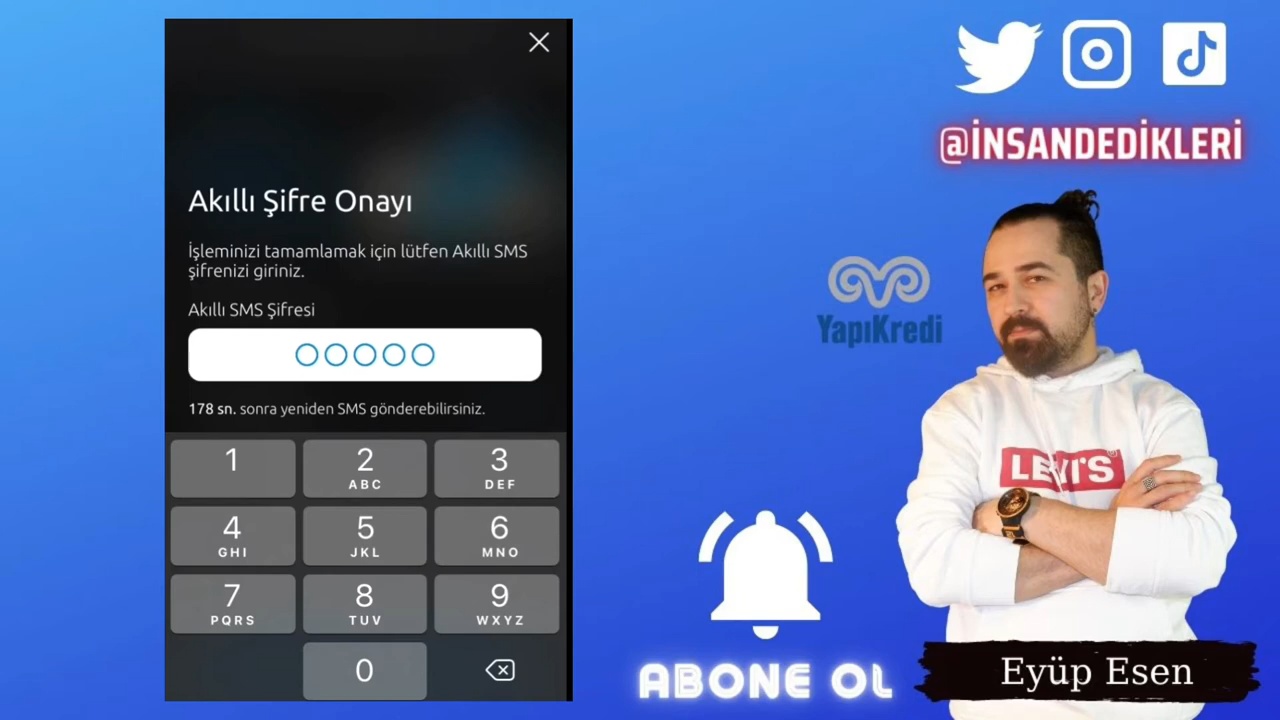 Akıllı Şifre Onayı
İşleminizi tamamlamak için lütfen Akıllı SMS
şifrenizi giriniz.
Akıllı SMS Şifresi
178 sn. sonra yeniden SMS gönderebilirsiniz.
1
2
ABC
3
DEF
4
GHI
5
JKL
6
MNO
7
PQRS
8
TUV
9
WXYZ
0
@İNSANDEDİKLERİ
YapıKredi
LEVI'S
ABONE OL
Eyüp Esen